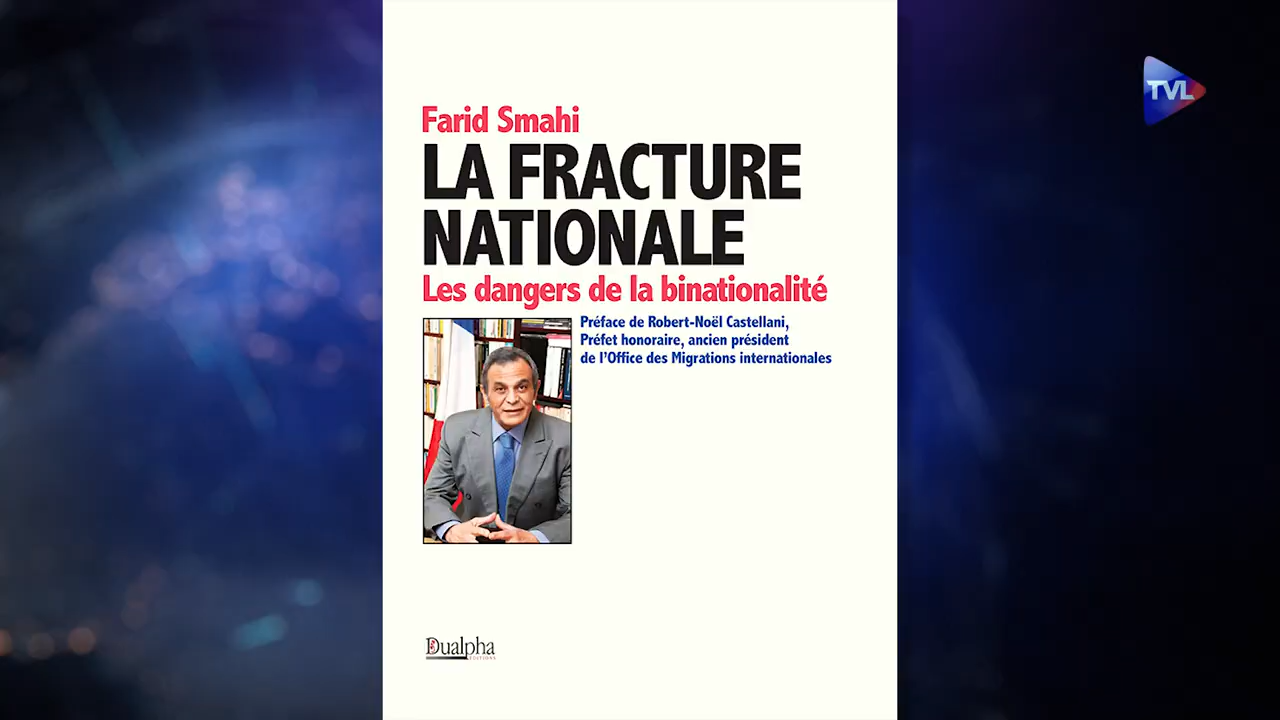 TVL
Farid Smahi
LA FRACTURE
NATIONALE
Les dangers de la binationalité
Préface de Robert-Noël Castellani,
Préfet honoraire, ancien président
de l'Office des Migrations internationales
Dualpha
EDITIONS